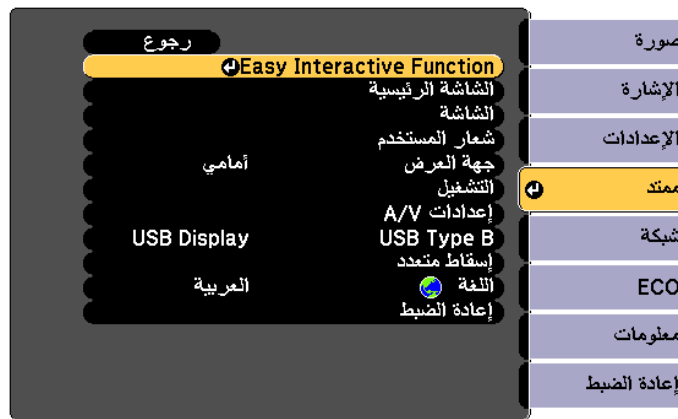 صورة
الإشارة
الإعدادات
ممتد
شبكة
ECO
معلومات
إعادة الضبط
رجوع
Easy Interactive Function
الشاشة الرئيسية
الشاشة
شعار المستخدم
جهة العرض أمامي
التشغيل
إعدادات A/V
USB Type B USB Display
إسقاط متعدد
اللغة العربية
إعادة الضبط